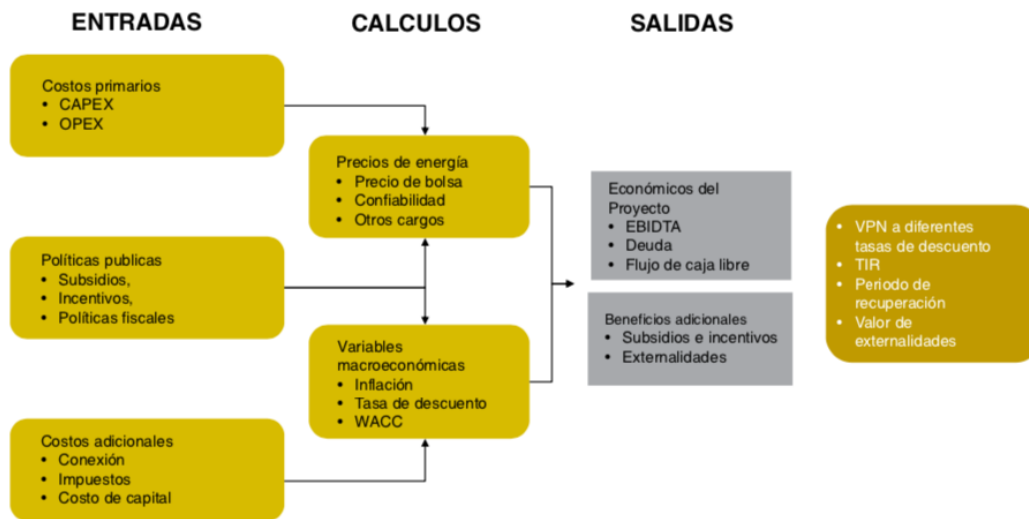 ENTRADAS
CALCULOS
SALIDAS
Costos primarios
• CAPEX
• OPEX
Políticas publicas
• Subsidios,
• Incentivos,
• Políticas fiscales
Costos adicionales
• Conexión
• Impuestos
• Costo de capital
Precios de energía
• Precio de bolsa
• Confiabilidad
• Otros cargos
Variables
macroeconómicas
• Inflación
• Tasa de descuento
• WACC
Económicos del
Proyecto
• EBIDTA
• Deuda
• Flujo de caja libre
Beneficios adicionales
• Subsidios e incentivos
• Externalidades
• VPN a diferentes
tasas de descuento
• TIR
• Periodo de
recuperación
• Valor de
externalidades